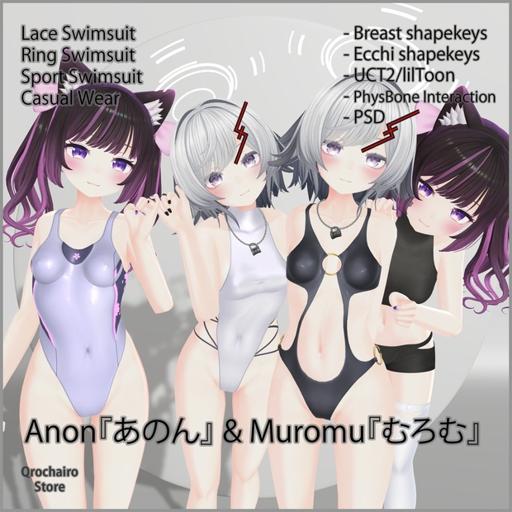 Lace Swimsuit
Ring Swimsuit
Sport Swimsuit
Casual Wear
- Breast shapekeys
- Ecchi shapekeys
- UCT2/lilToon
- PhysBone Interaction
- PSD
Anon『あのん』 & Muromu『むろむ』
Qrochairo
Store